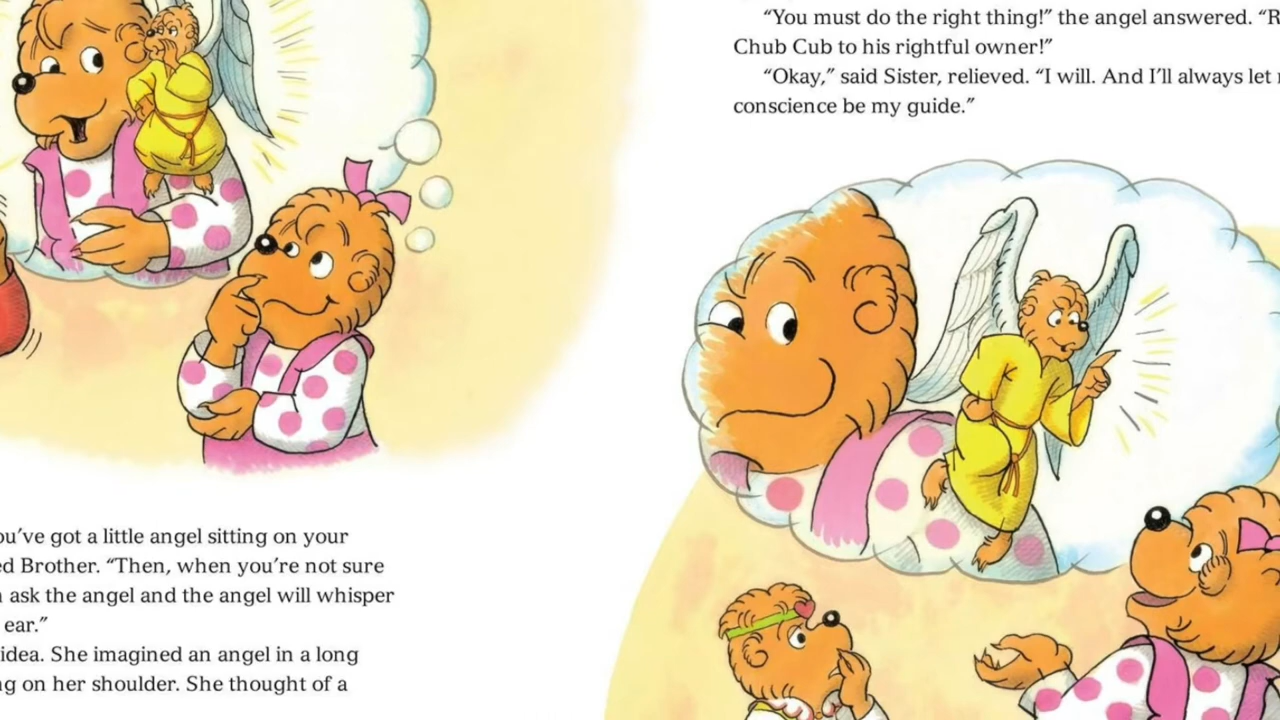 ou've got a little angel sitting on your
ed Brother. “Then, when you're not sure
ask the angel and the angel will whisper
ear.”
idea. She imagined an angel in a long
ng on her shoulder. She thought of a
“You must do the right thing!” the angel answered. “R
Chub Cub to his rightful owner!”
“Okay,” said Sister, relieved. “I will. And I'll always let
conscience be my guide.”